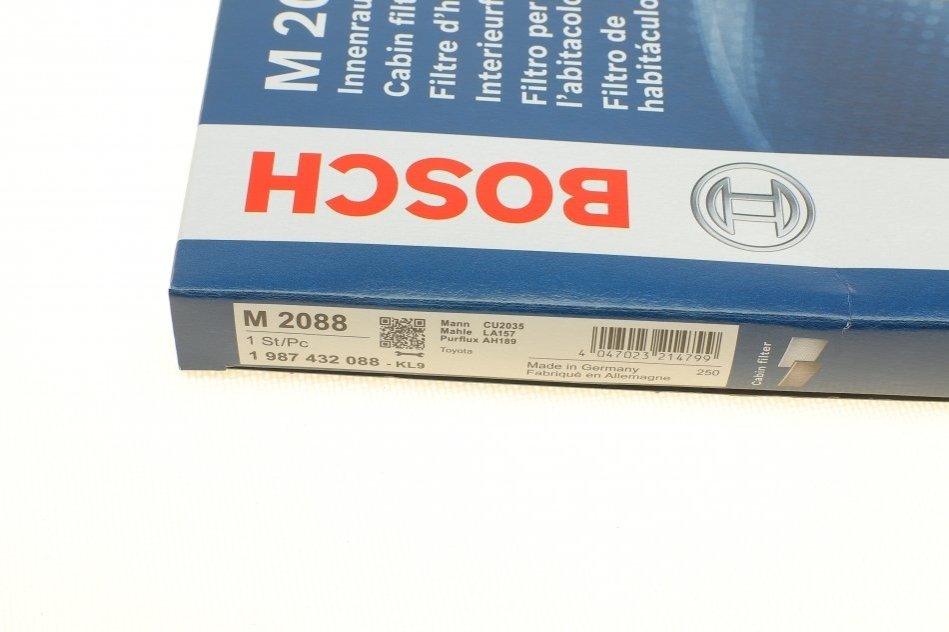 M 20
Innenrau
Cabin filt
Filtre d'h
Interieurf
Filtro per
l'abitacolo
Filtro de
habitáculo
BOSCH
M 2088
1 St/Pc
1 987 432 088 - KL9
Mann CU2035
Mahle LA157
Purflux AH189
Toyota
4 047023 214799
Made in Germany
Fabriqué en Allemagne 250
Cabin filter